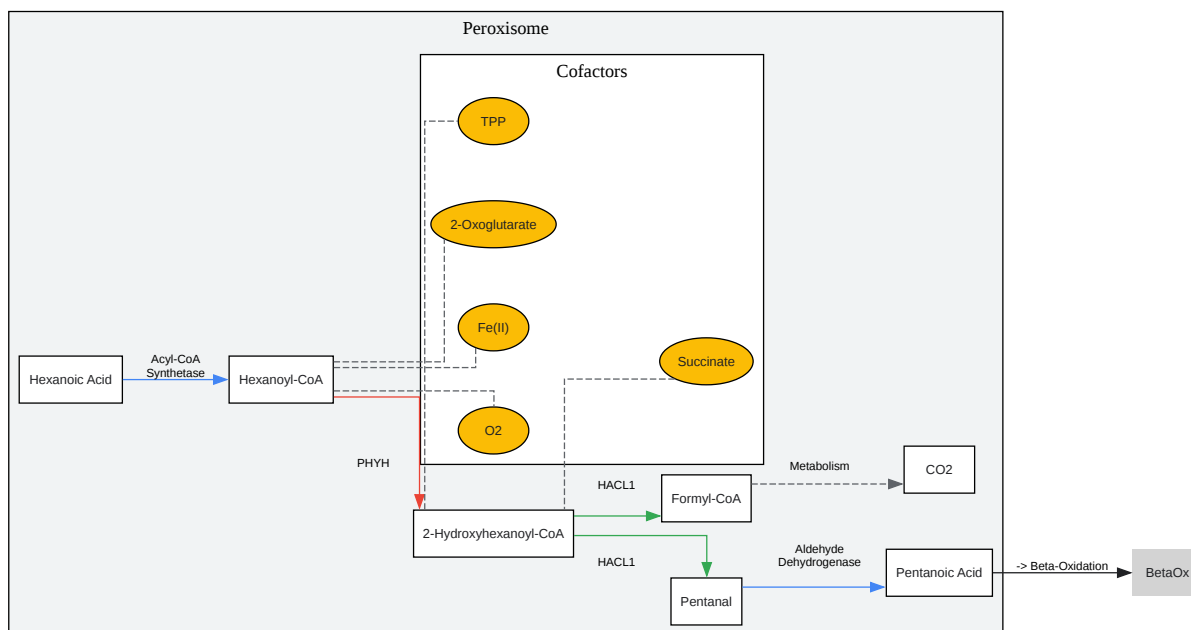 Peroxisome
Cofactors
TPP
2-Oxoglutarate
Fe(II)
Succinate
Acyl-CoA
Synthetase
Hexanoic Acid
Hexanoyl-CoA
O2
PHYH
Metabolism
CO2
HACL1
Formyl-CoA
2-Hydroxyhexanoyl-CoA
HACL1
Aldehyde
Dehydrogenase
Pentanoic Acid
-> Beta-Oxidation
BetaOx
Pentanal